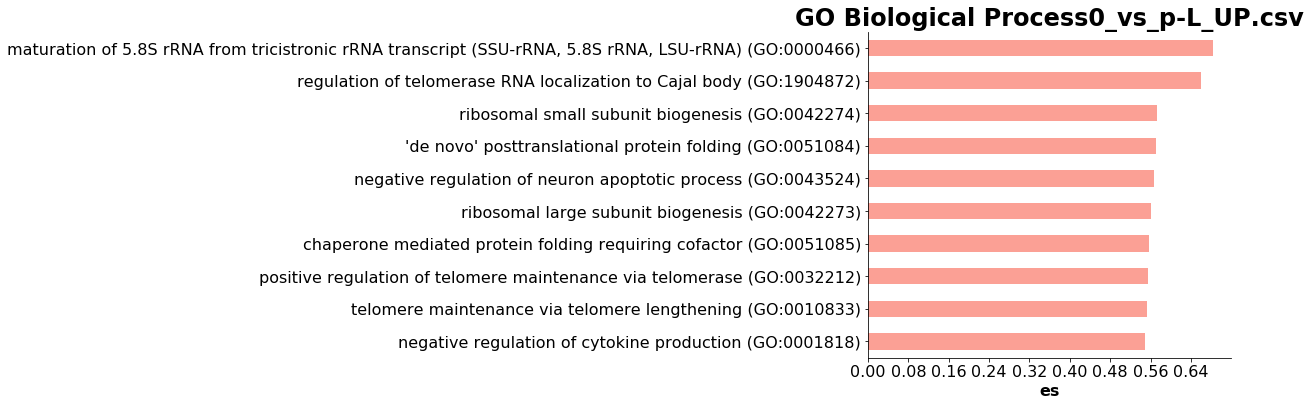 GO Biological Process0_vs_p-L_UP.csv
maturation of 5.8S rRNA from tricistronic rRNA transcript (SSU-rRNA, 5.8S rRNA, LSU-rRNA) (GO:0000466)
regulation of telomerase RNA localization to Cajal body (GO:1904872)
ribosomal small subunit biogenesis (GO:0042274)
'de novo' posttranslational protein folding (GO:0051084)
negative regulation of neuron apoptotic process (GO:0043524)
ribosomal large subunit biogenesis (GO:0042273)
chaperone mediated protein folding requiring cofactor (GO:0051085)
positive regulation of telomere maintenance via telomerase (GO:0032212)
telomere maintenance via telomere lengthening (GO:0010833)
negative regulation of cytokine production (GO:0001818)
0.00 0.08 0.16 0.24 0.32 0.40 0.48 0.56 0.64
es